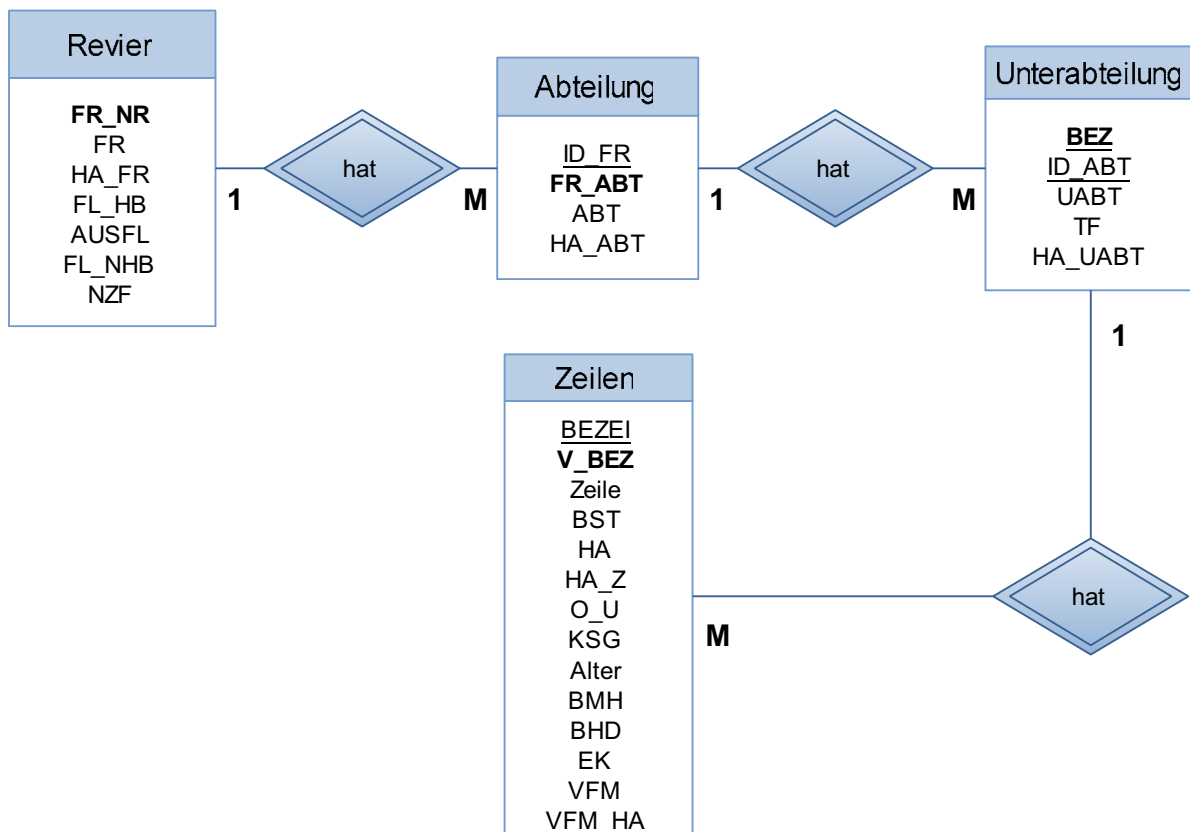 Revier
FR_NR
FR
HA_FR
FL_HB
AUSFL
FL_NHB
NZF
1
hat
M
Abteilung
ID_FR
FR_ABT
ABT
HA_ABT
1
hat
M
Unterabteilung
BEZ
ID_ABT
UABT
TF
HA_UABT
1
hat
M
Zeilen
BEZEI
V_BEZ
Zeile
BST
HA
HA_Z
O_U
KSG
Alter
BMH
BHD
EK
VFM
VFM_HA